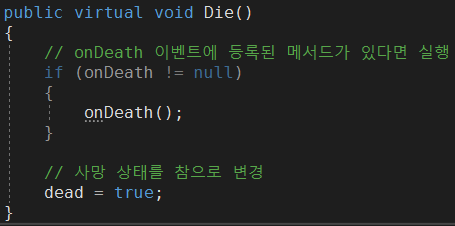 public virtual void Die()
{
    // onDeath 이벤트에 등록된 메서드가 있다면 실행
    if (onDeath != null)
    {
        onDeath();
    }

    // 사망 상태를 참으로 변경
    dead = true;
}